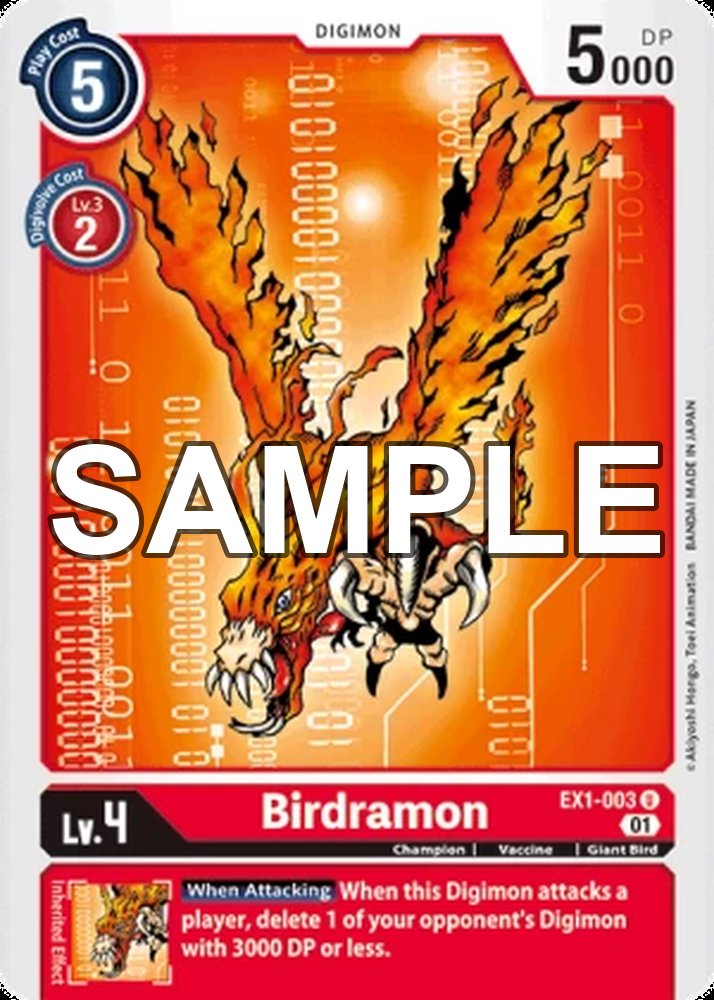 DIGIMON
Play Cost
5
DP
5000
Digivolve Cost
Lv.3
2
SAMPLE
©Akiyoshi Hongo, Toei Animation BANDAI MADE IN JAPAN
Lv.4
Birdramon
EX1-003 U
01
Champion | Vaccine | Giant Bird
Inherited Effect
When Attacking When this Digimon attacks a
player, delete 1 of your opponent's Digimon
with 3000 DP or less.